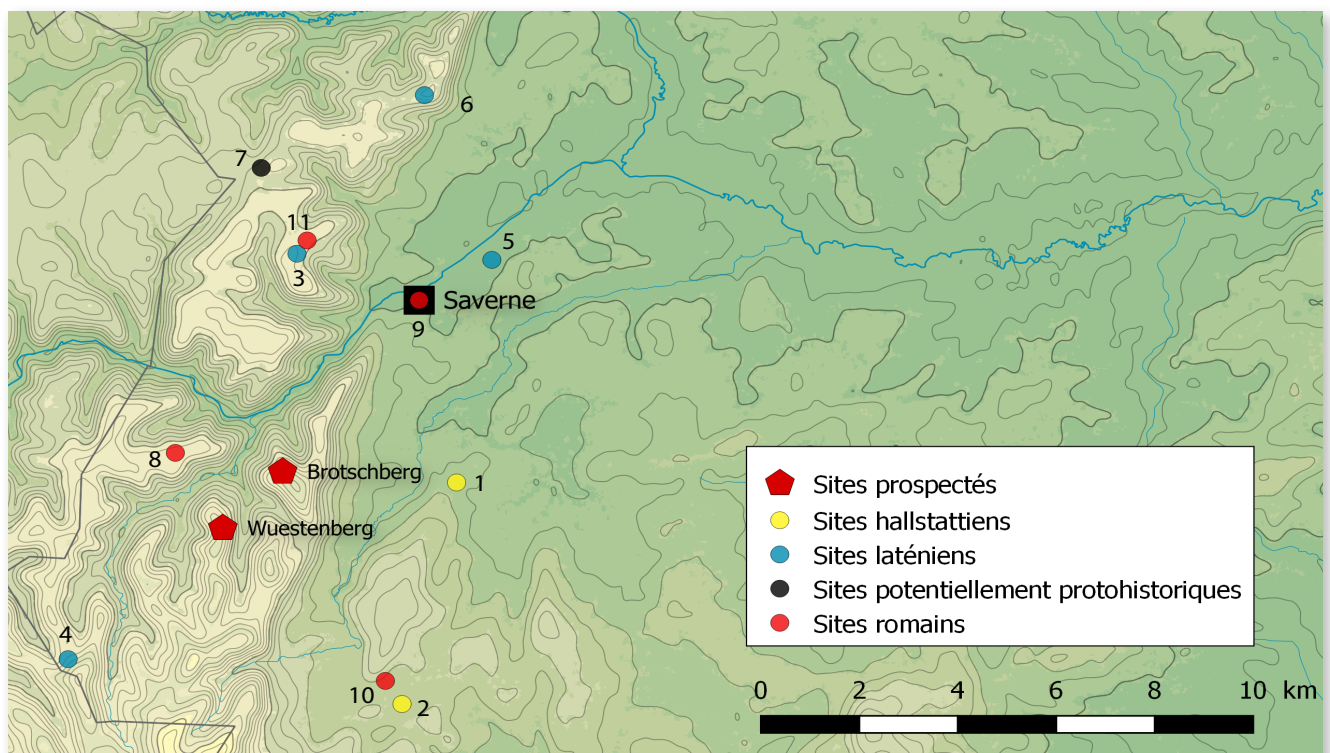 6
7
11
3
5
Saverne
9
8
Brotschberg
1
Wuestenberg
4
10
2
Sites prospectés
Sites hallstattiens
Sites laténiens
Sites potentiellement protohistoriques
Sites romains
0 2 4 6 8 10 km